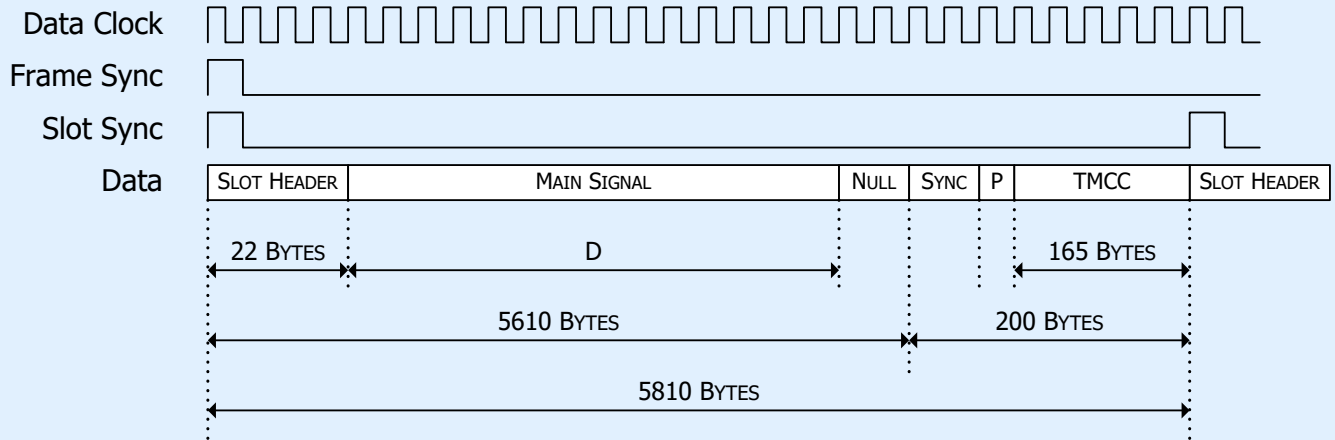 Data Clock
Frame Sync
Slot Sync
Data SLOT HEADER MAIN SIGNAL NULL SYNC P TMCC SLOT HEADER
22 BYTES D 165 BYTES
5610 BYTES 200 BYTES
5810 BYTES